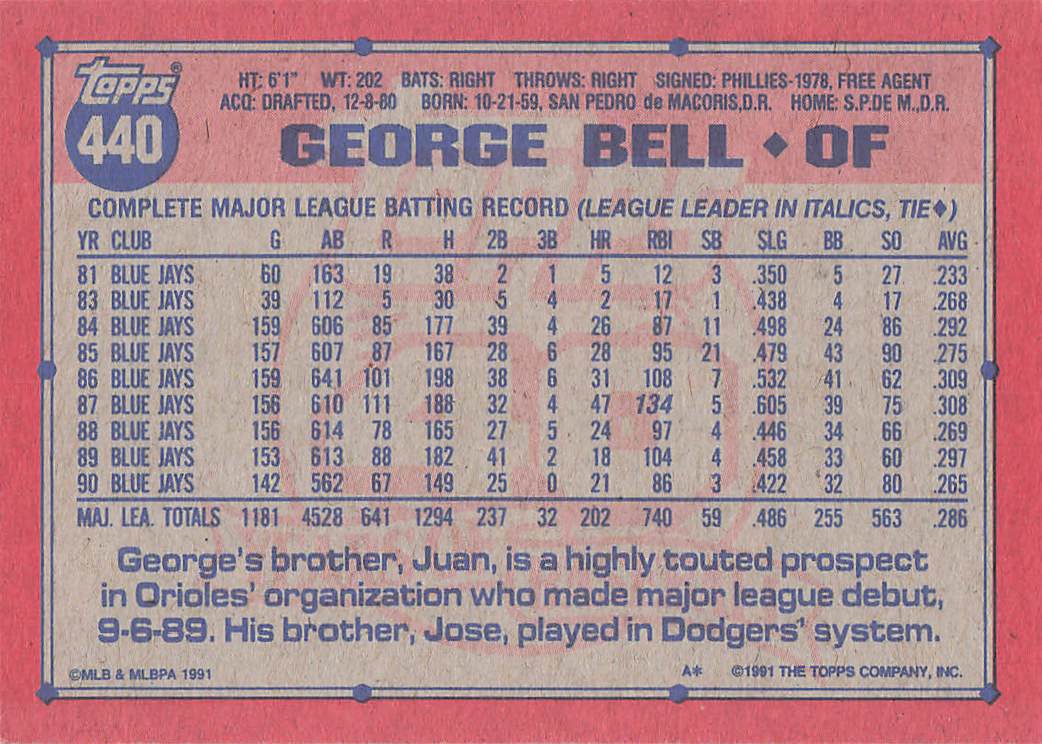 topps®
440
HT: 6'1" WT: 202 BATS: RIGHT THROWS: RIGHT SIGNED: PHILLIES-1978, FREE AGENT
ACQ: DRAFTED, 12-8-80 BORN: 10-21-59, SAN PEDRO de MACORIS,D.R. HOME: S.P.DE M.,D.R.
GEORGE BELL ♦ OF
COMPLETE MAJOR LEAGUE BATTING RECORD (LEAGUE LEADER IN ITALICS, TIE♦)
YR CLUB G AB R H 2B 3B HR RBI SB SLG BB SO AVG
81 BLUE JAYS 60 163 19 38 2 1 5 12 3 .350 5 27 .233
83 BLUE JAYS 39 112 5 30 5 4 2 17 1 .438 4 17 .268
84 BLUE JAYS 159 606 85 177 39 4 26 87 11 .498 24 86 .292
85 BLUE JAYS 157 607 87 167 28 6 28 95 21 .479 43 90 .275
86 BLUE JAYS 159 641 101 198 38 6 31 108 7 .532 41 62 .309
87 BLUE JAYS 156 610 111 188 32 4 47 134 5 .605 39 75 .308
88 BLUE JAYS 156 614 78 165 27 5 24 97 4 .446 34 66 .269
89 BLUE JAYS 153 613 88 182 41 2 18 104 4 .458 33 60 .297
90 BLUE JAYS 142 562 67 149 25 0 21 86 3 .422 32 80 .265
MAJ. LEA. TOTALS 1181 4528 641 1294 237 32 202 740 59 .486 255 563 .286
George's brother, Juan, is a highly touted prospect
in Orioles' organization who made major league debut,
9-6-89. His brother, Jose, played in Dodgers' system.
©MLB & MLBPA 1991 A* ©1991 THE TOPPS COMPANY, INC.